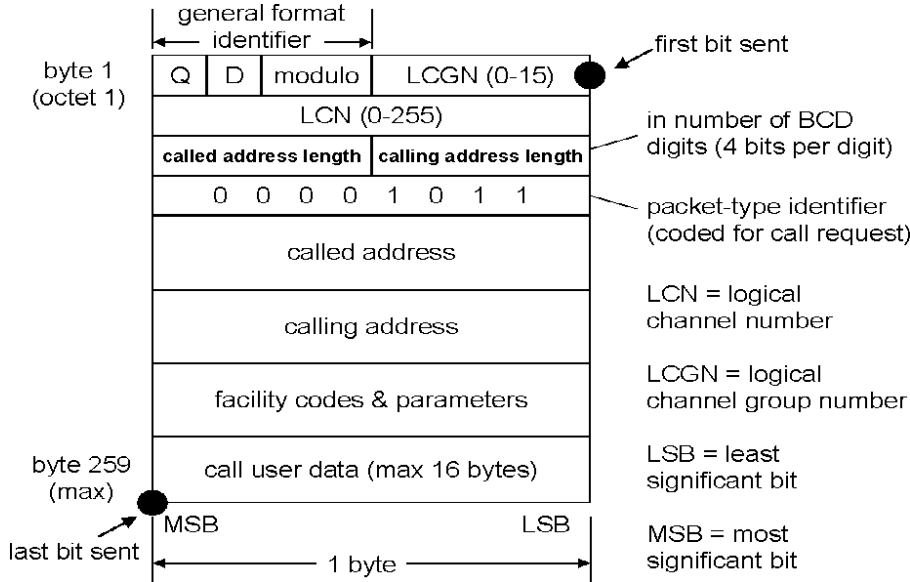 general format
identifier
first bit sent
byte 1
(octet 1)
Q D modulo LCGN (0-15)
LCN (0-255)
in number of BCD
digits (4 bits per digit)
called address length calling address length
0 0 0 0 1 0 1 1
packet-type identifier
(coded for call request)
called address
LCN = logical
channel number
calling address
LCGN = logical
channel group number
facility codes & parameters
byte 259
(max)
call user data (max 16 bytes)
LSB = least
significant bit
MSB LSB
last bit sent
1 byte
MSB = most
significant bit